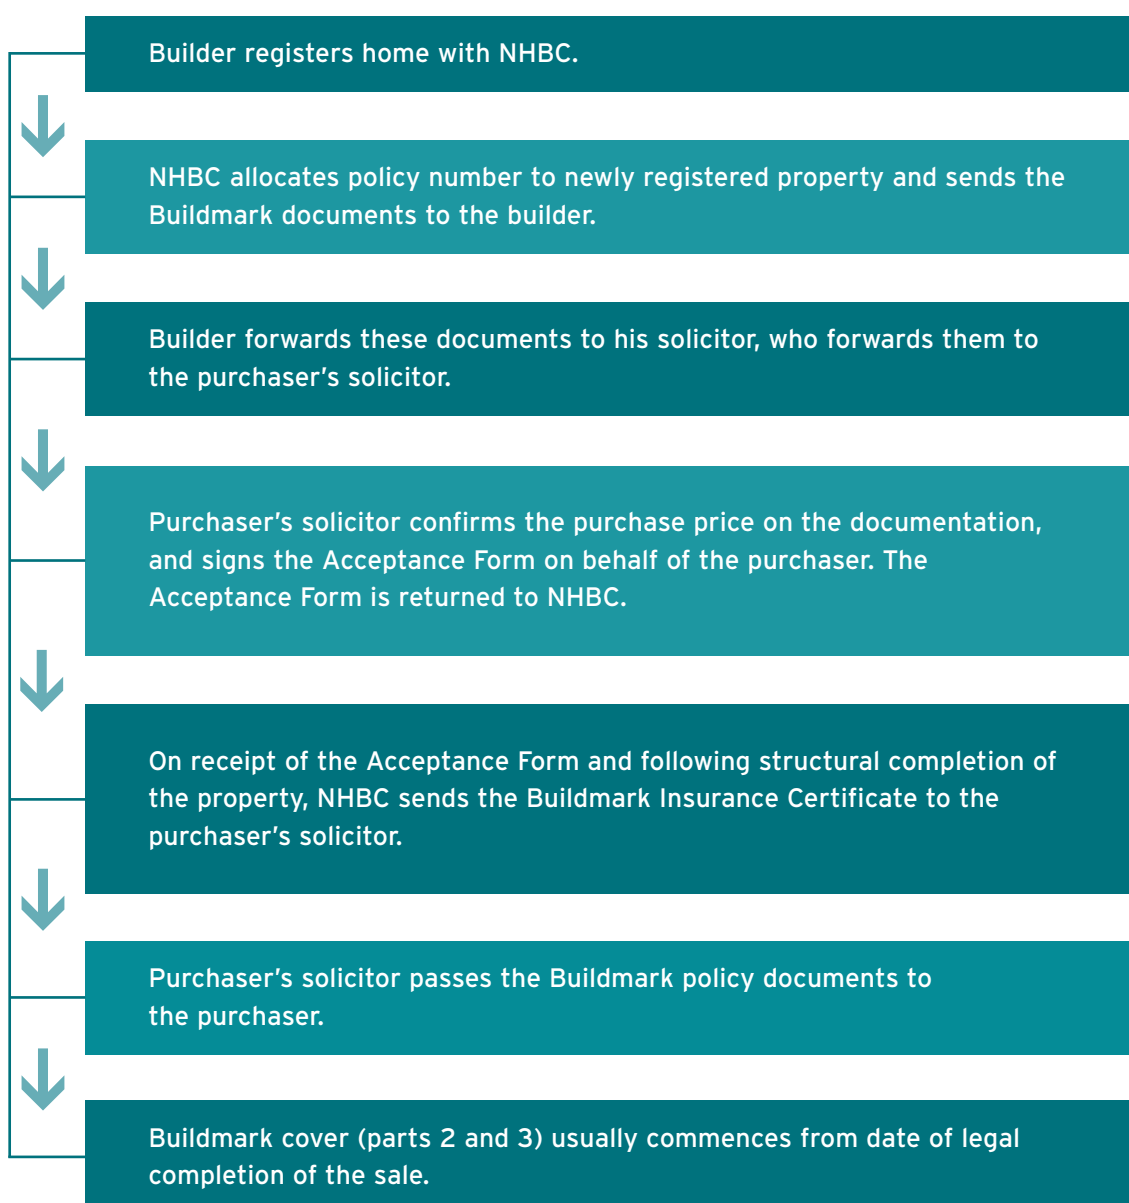 Builder registers home with NHBC.
NHBC allocates policy number to newly registered property and sends the
Buildmark documents to the builder.
Builder forwards these documents to his solicitor, who forwards them to
the purchaser’s solicitor.
Purchaser’s solicitor confirms the purchase price on the documentation,
and signs the Acceptance Form on behalf of the purchaser. The
Acceptance Form is returned to NHBC.
On receipt of the Acceptance Form and following structural completion of
the property, NHBC sends the Buildmark Insurance Certificate to the
purchaser’s solicitor.
Purchaser’s solicitor passes the Buildmark policy documents to
the purchaser.
Buildmark cover (parts 2 and 3) usually commences from date of legal
completion of the sale.